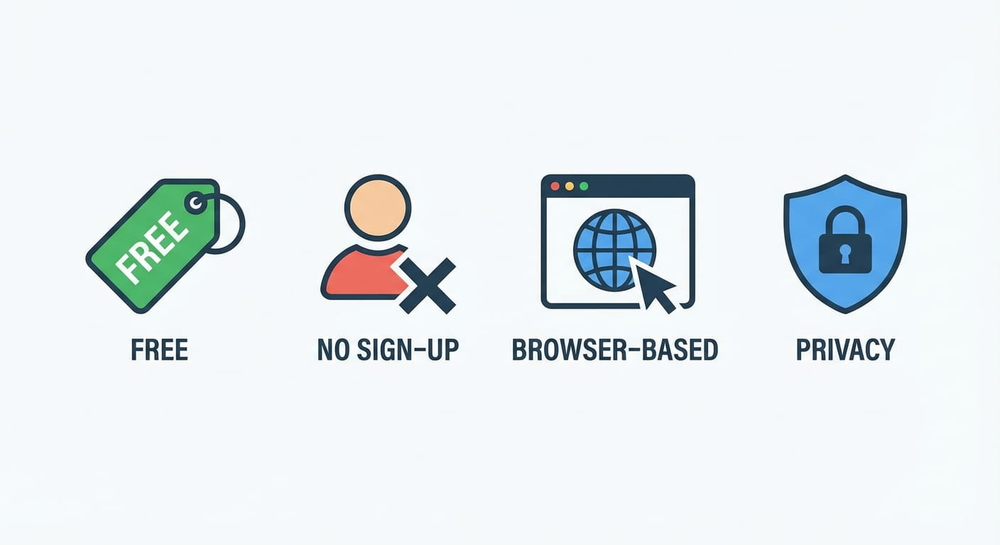 FREE
FREE
NO SIGN-UP
BROWSER-BASED
PRIVACY